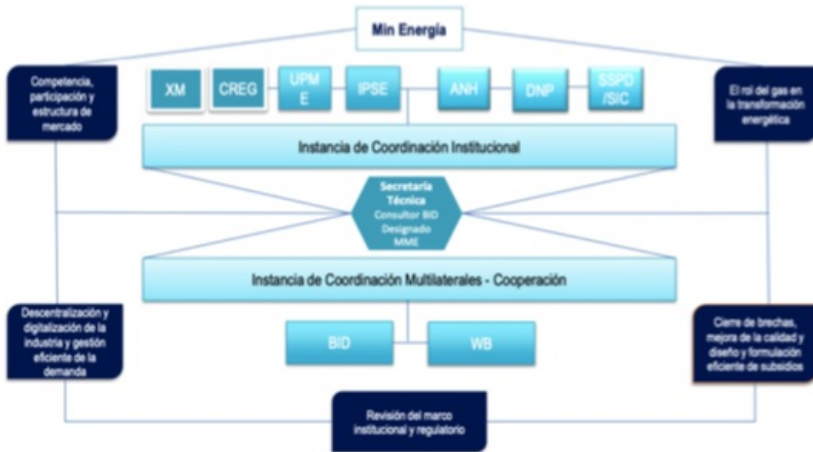 Min Energía
Competencia,
participación y
estructura de
mercado
XM
CREG
UPM
E
IPSE
ANH
DNP
SSPD
/SIC
El rol del gas en
la transformación
energética
Instancia de Coordinación Institucional
Secretaría
Técnica
Consultor BID
Designado
MME
Instancia de Coordinación Multilaterales - Cooperación
Descentralización y
digitalización de la
industria y gestión
eficiente de la
demanda
BID
WB
Cierre de brechas,
mejora de la calidad y
diseño y formulación
eficiente de subsidios
Revisión del marco
institucional y regulatorio